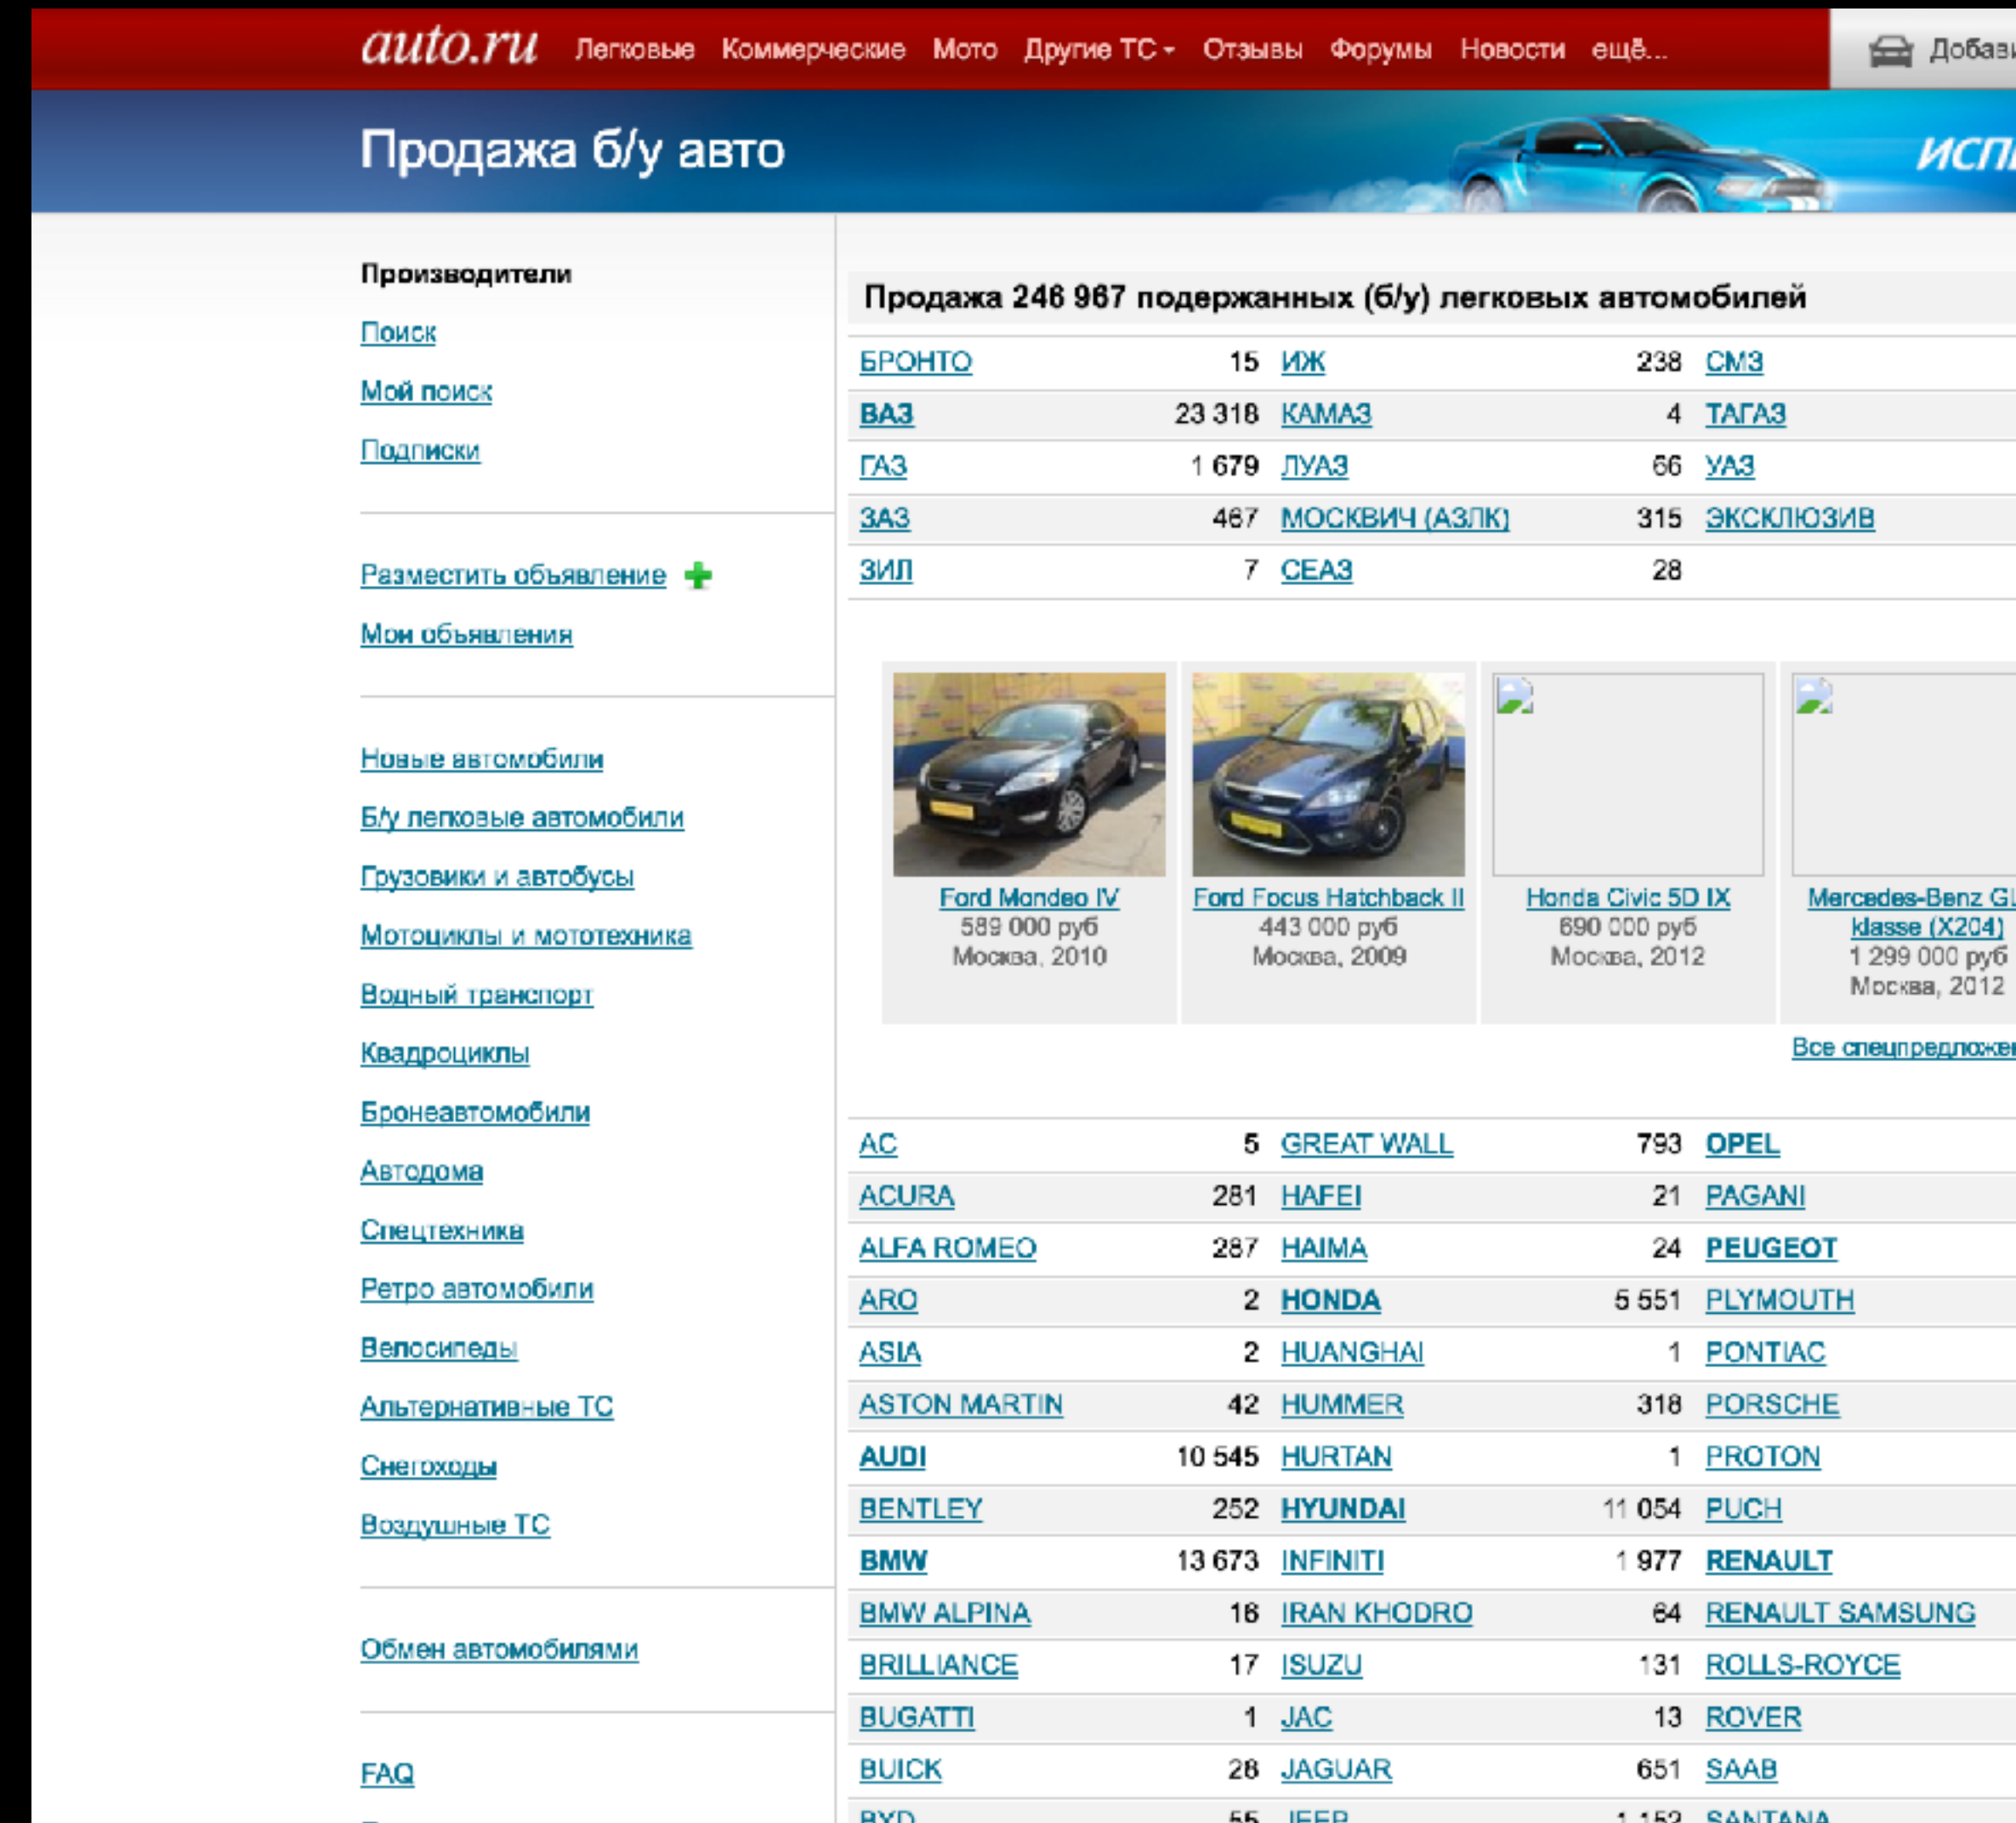 auto.ru Легковые Коммерческие Мото Другие ТС Отзывы Форумы Новости ещё...
Продажа б/у авто
Производители
Поиск
Мой поиск
Подписки
Разместить объявление
Мои объявления
Новые автомобили
Б/у легковые автомобили
Грузовики и автобусы
Мотоциклы и мототехника
Водный транспорт
Квадроциклы
Бронеавтомобили
Автодома
Спецтехника
Ретро автомобили
Велосипеды
Альтернативные ТС
Снегоходы
Воздушные ТС
Обмен автомобилями
FAQ
Продажа 246 967 подержанных (б/у) легковых автомобилей
БРОНТО 15 ИЖ 238 СМЗ
ВАЗ 23 318 КАМАЗ 4 ТАГАЗ
ГАЗ 1 679 ЛУАЗ 66 УАЗ
ЗАЗ 467 МОСКВИЧ (АЗЛК) 315 ЭКСКЛЮЗИВ
ЗИЛ 7 СЕАЗ 28
Ford Mondeo IV
589 000 руб
Москва, 2010
Ford Focus Hatchback II
443 000 руб
Москва, 2009
Honda Civic 5D IX
690 000 руб
Москва, 2012
Mercedes-Benz
klasse (X204)
1 299 000 руб
Москва, 2012
Все
AC 5 GREAT WALL 793 OPEL
ACURA 281 HAFEI 21 PAGANI
ALFA ROMEO 287 HAIMA 24 PEUGEOT
ARO 2 HONDA 5 551 PLYMOUTH
ASIA 2 HUANGHAI 1 PONTIAC
ASTON MARTIN 42 HUMMER 318 PORSCHE
AUDI 10 545 HURTAN 1 PROTON
BENTLEY 252 HYUNDAI 11 054 PUCH
BMW 13 673 INFINITI 1 977 RENAULT
BMW ALPINA 16 IRAN KHODRO 64 RENAULT SAMSUNG
BRILLIANCE 17 ISUZU 131 ROLLS-ROYCE
BUGATTI 1 JAC 13 ROVER
BUICK 28 JAGUAR 651 SAAB
BYD 55 JEEP 1 152 SANTANA